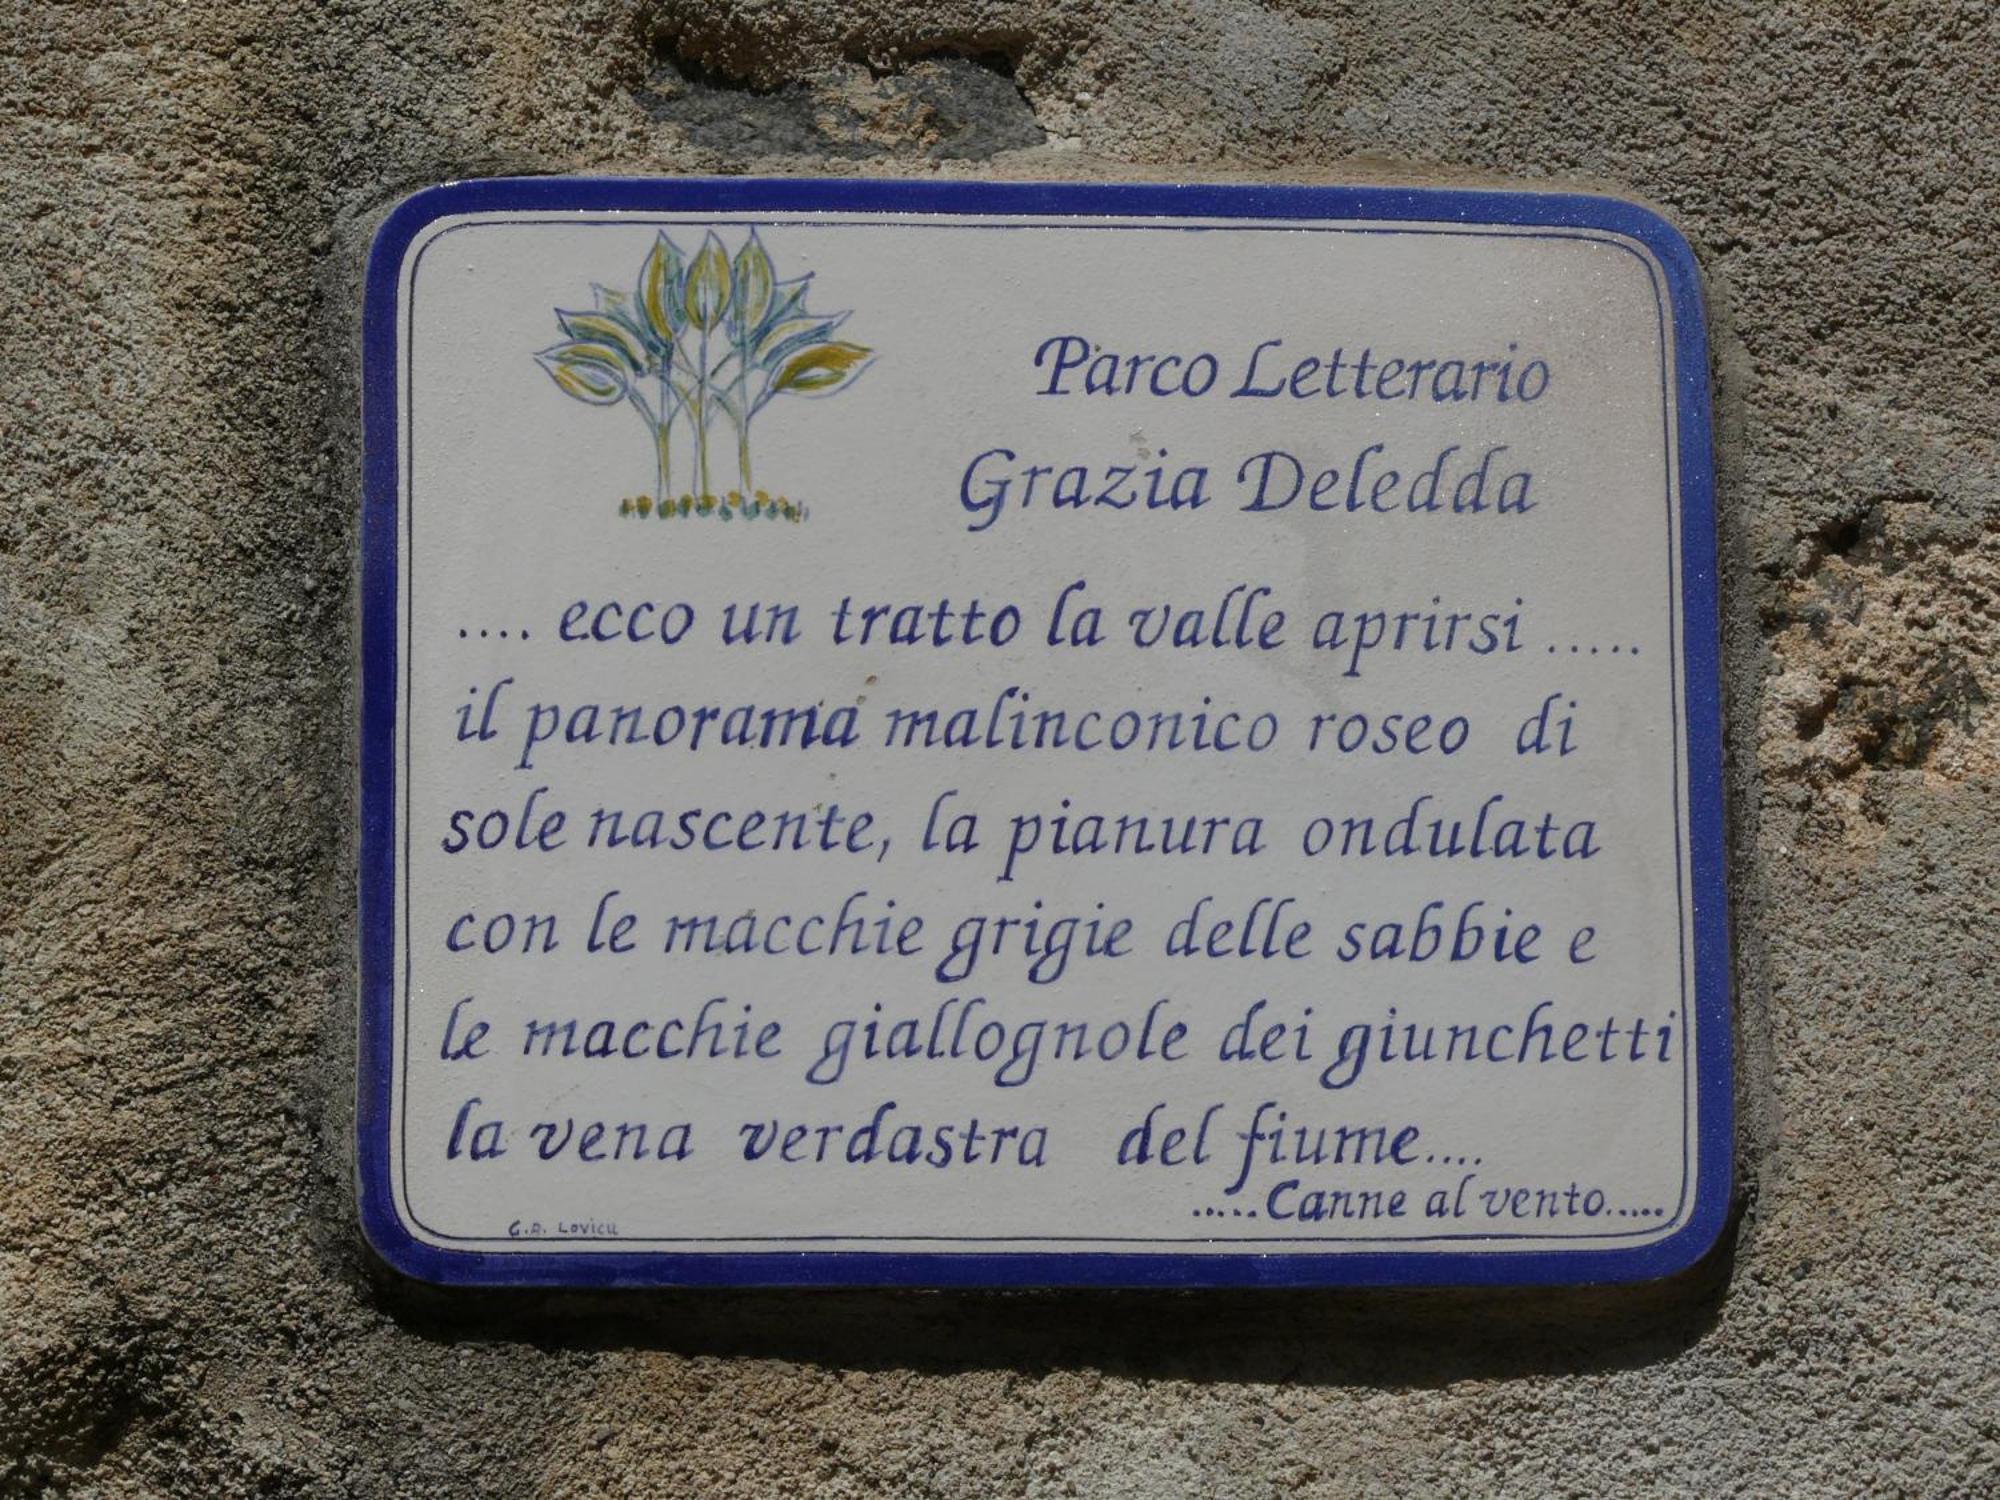 Parco Letterario
Grazia Deledda
.... ecco un tratto la valle aprirsi .....
il panorama malinconico roseo di
sole nascente, la pianura ondulata
con le macchie grigie delle sabbie e
le macchie giallognole dei giunchetti
la vena verdastra del fiume....
.....Canne al vento.....
G.A. Lovicu